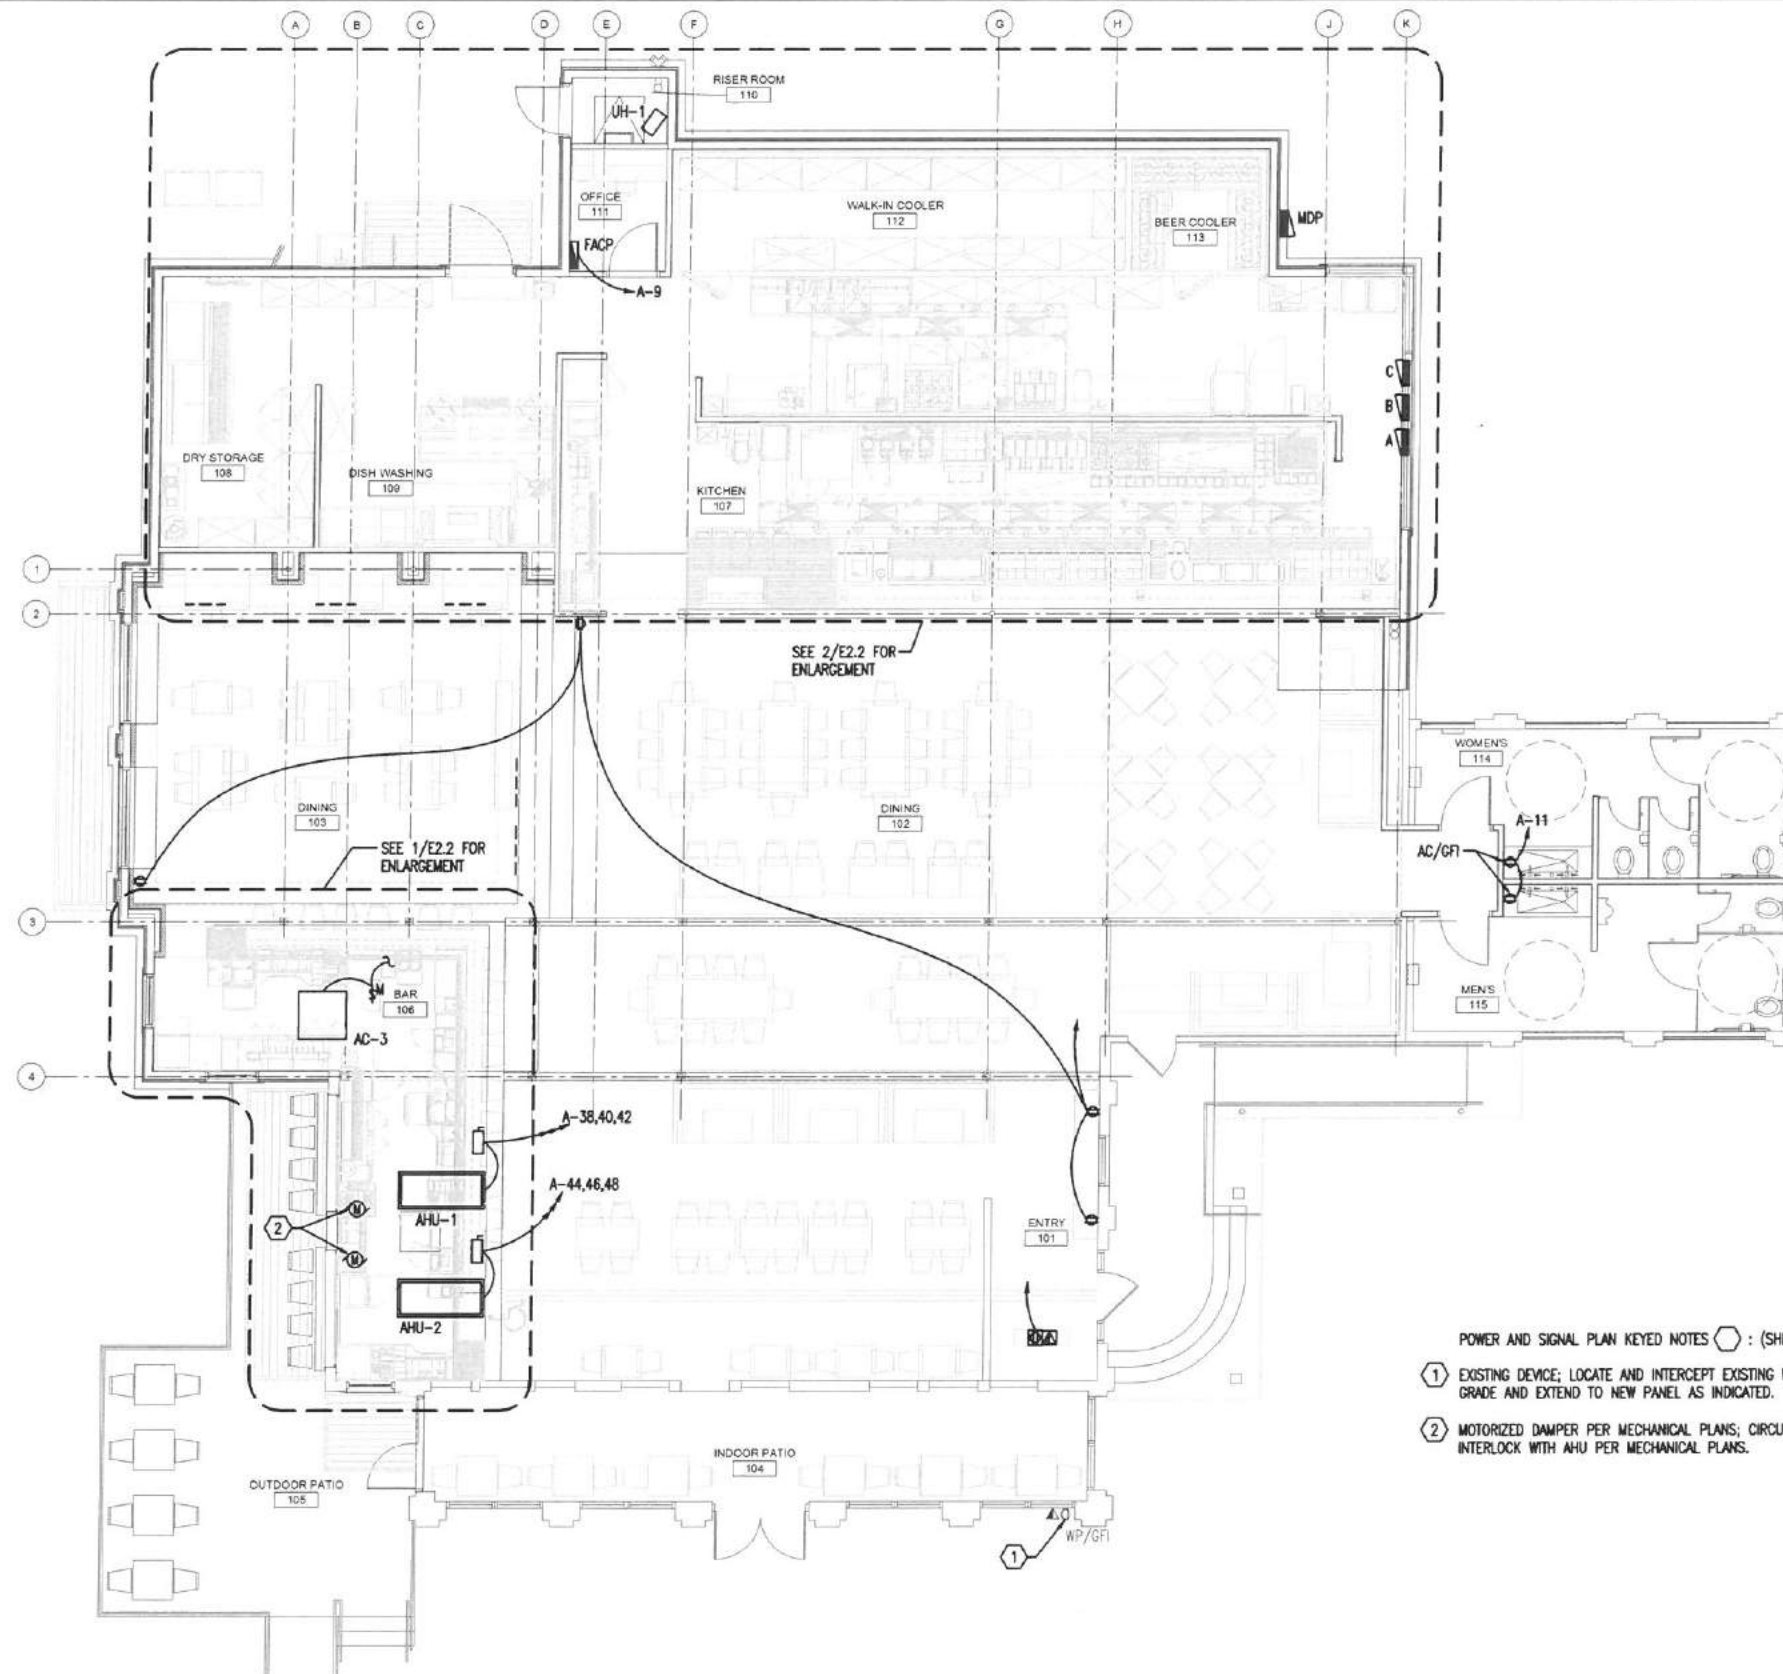 A
B
C
D
E
F
G
H
J
K
RISER ROOM
110
UH-1
OFFICE
111
FACP
A-9
WALK-IN COOLER
112
BEER COOLER
113
MDP
C
B
A
DRY STORAGE
108
DISH WASHING
109
KITCHEN
107
1
2
SEE 2/E2.2 FOR
ENLARGEMENT
WOMEN'S
114
DINING
103
DINING
102
A-11
AC/GFI
SEE 1/E2.2 FOR
ENLARGEMENT
3
M
BAR
106
AC-3
MEN'S
115
4
A-38,40,42
AHU-1
A-44,46,48
2
M
M
AHU-2
ENTRY
101
POWER AND SIGNAL PLAN KEYED NOTES : (SH
1 EXISTING DEVICE; LOCATE AND INTERCEPT EXISTING
GRADE AND EXTEND TO NEW PANEL AS INDICATED.
2 MOTORIZED DAMPER PER MECHANICAL PLANS; CIRCU
INTERLOCK WITH AHU PER MECHANICAL PLANS.
INDOOR PATIO
104
OUTDOOR PATIO
105
WP/GFI
1